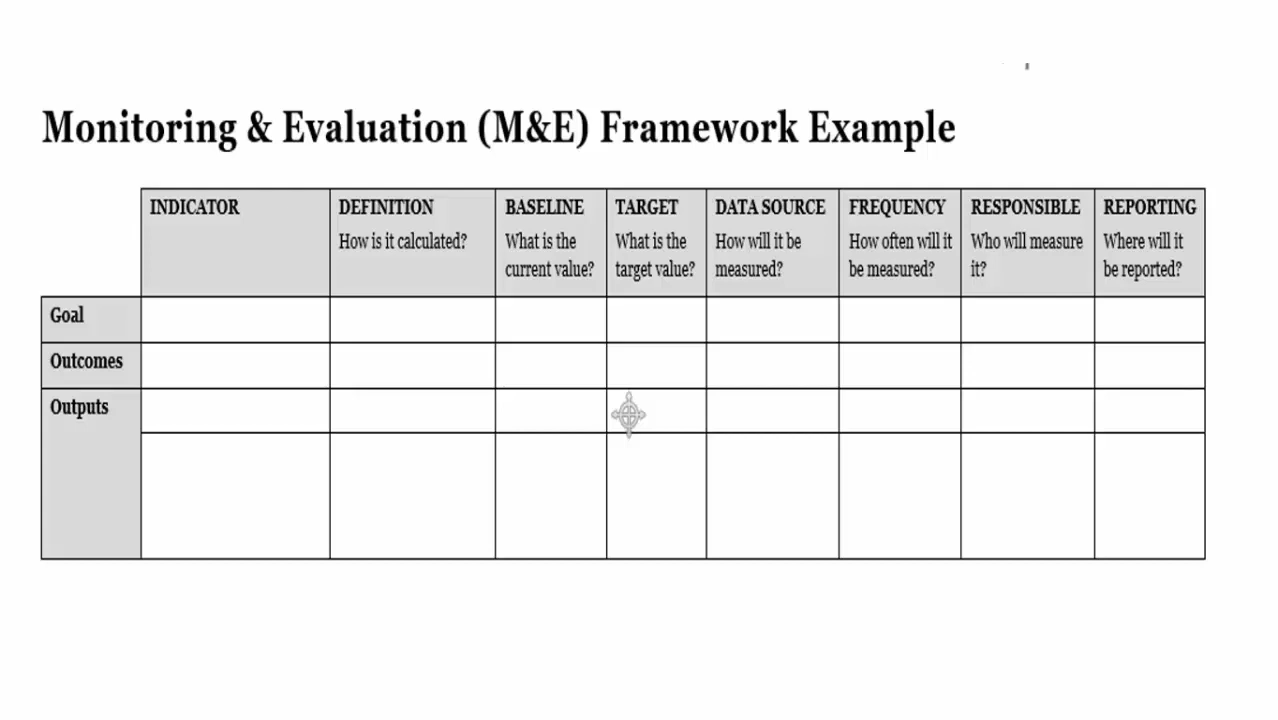 Monitoring & Evaluation (M&E) Framework Example
INDICATOR
DEFINITION
How is it calculated?
BASELINE
What is the
current value?
TARGET
What is the
target value?
DATA SOURCE
How will it be
measured?
FREQUENCY
How often will it
be measured?
RESPONSIBLE
Who will measure
it?
REPORTING
Where will it
be reported?
Goal
Outcomes
Outputs